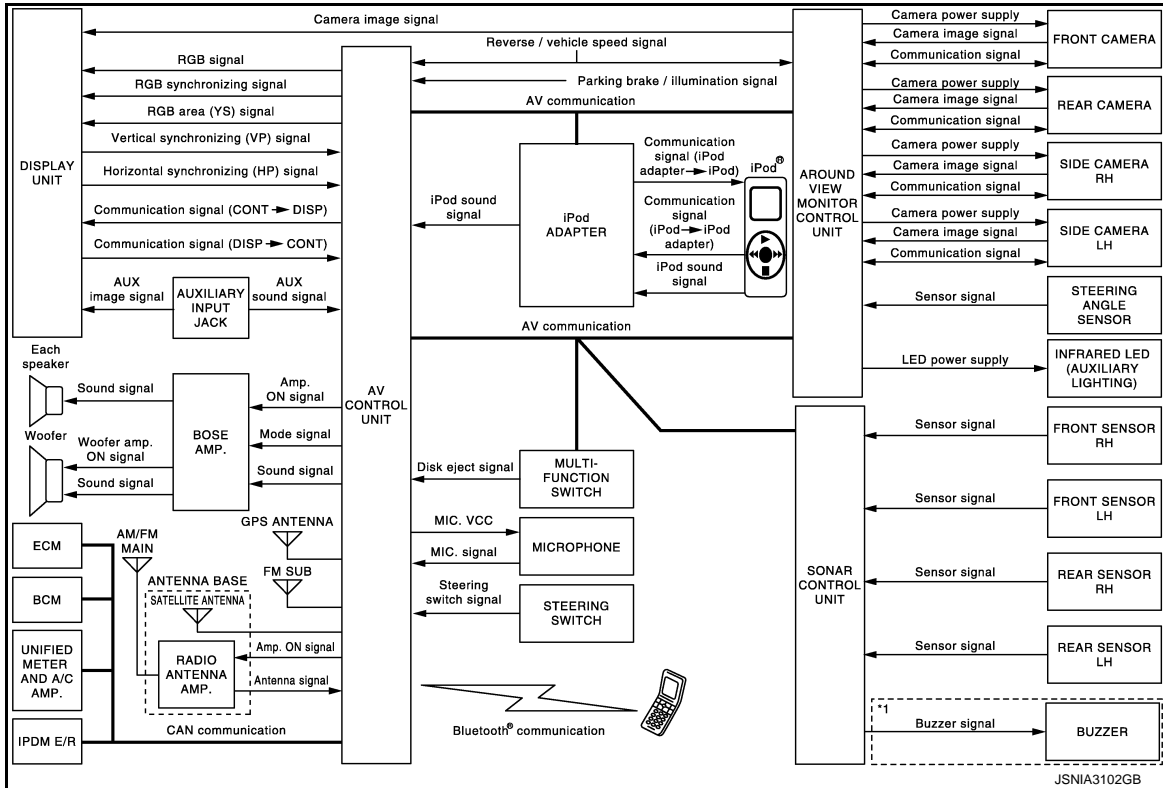 Camera image signal
Reverse / vehicle speed signal
RGB signal
RGB synchronizing signal
Parking brake / illumination signal
RGB area (YS) signal
AV communication
Vertical synchronizing (VP) signal
Horizontal synchronizing (HP) signal
Communication signal (CONT → DISP)
Communication signal (DISP → CONT)
DISPLAY
UNIT
AUX
image signal
AUXILIARY
INPUT
JACK
AUX
sound signal
iPod sound
signal
iPod
ADAPTER
Communication
signal (iPod
adapter → iPod)
iPod®
Communication
signal
(iPod → iPod
adapter)
iPod sound
signal
AROUND
VIEW
MONITOR
CONTROL
UNIT
Camera power supply
Camera image signal
Communication signal
FRONT CAMERA
Camera power supply
Camera image signal
Communication signal
REAR CAMERA
Camera power supply
Camera image signal
Communication signal
SIDE CAMERA
RH
Camera power supply
Camera image signal
Communication signal
SIDE CAMERA
LH
Sensor signal
STEERING
ANGLE
SENSOR
LED power supply
INFRARED LED
(AUXILIARY
LIGHTING)
AV communication
Each
speaker
Sound signal
Woofer
Woofer amp.
ON signal
Sound signal
BOSE
AMP.
Amp.
ON signal
Mode signal
Sound signal
AV
CONTROL
UNIT
Disk eject signal
MULTI-
FUNCTION
SWITCH
MIC. VCC
MIC. signal
MICROPHONE
Steering
switch signal
STEERING
SWITCH
Bluetooth® communication
ECM
BCM
UNIFIED
METER
AND A/C
AMP.
IPDM E/R
CAN communication
AM/FM
MAIN
GPS ANTENNA
FM SUB
ANTENNA BASE
SATELLITE ANTENNA
RADIO
ANTENNA
AMP.
Amp. ON signal
Antenna signal
SONAR
CONTROL
UNIT
Sensor signal
FRONT SENSOR
RH
Sensor signal
FRONT SENSOR
LH
Sensor signal
REAR SENSOR
RH
Sensor signal
REAR SENSOR
LH
*1
Buzzer signal
BUZZER
JSNIA3102GB